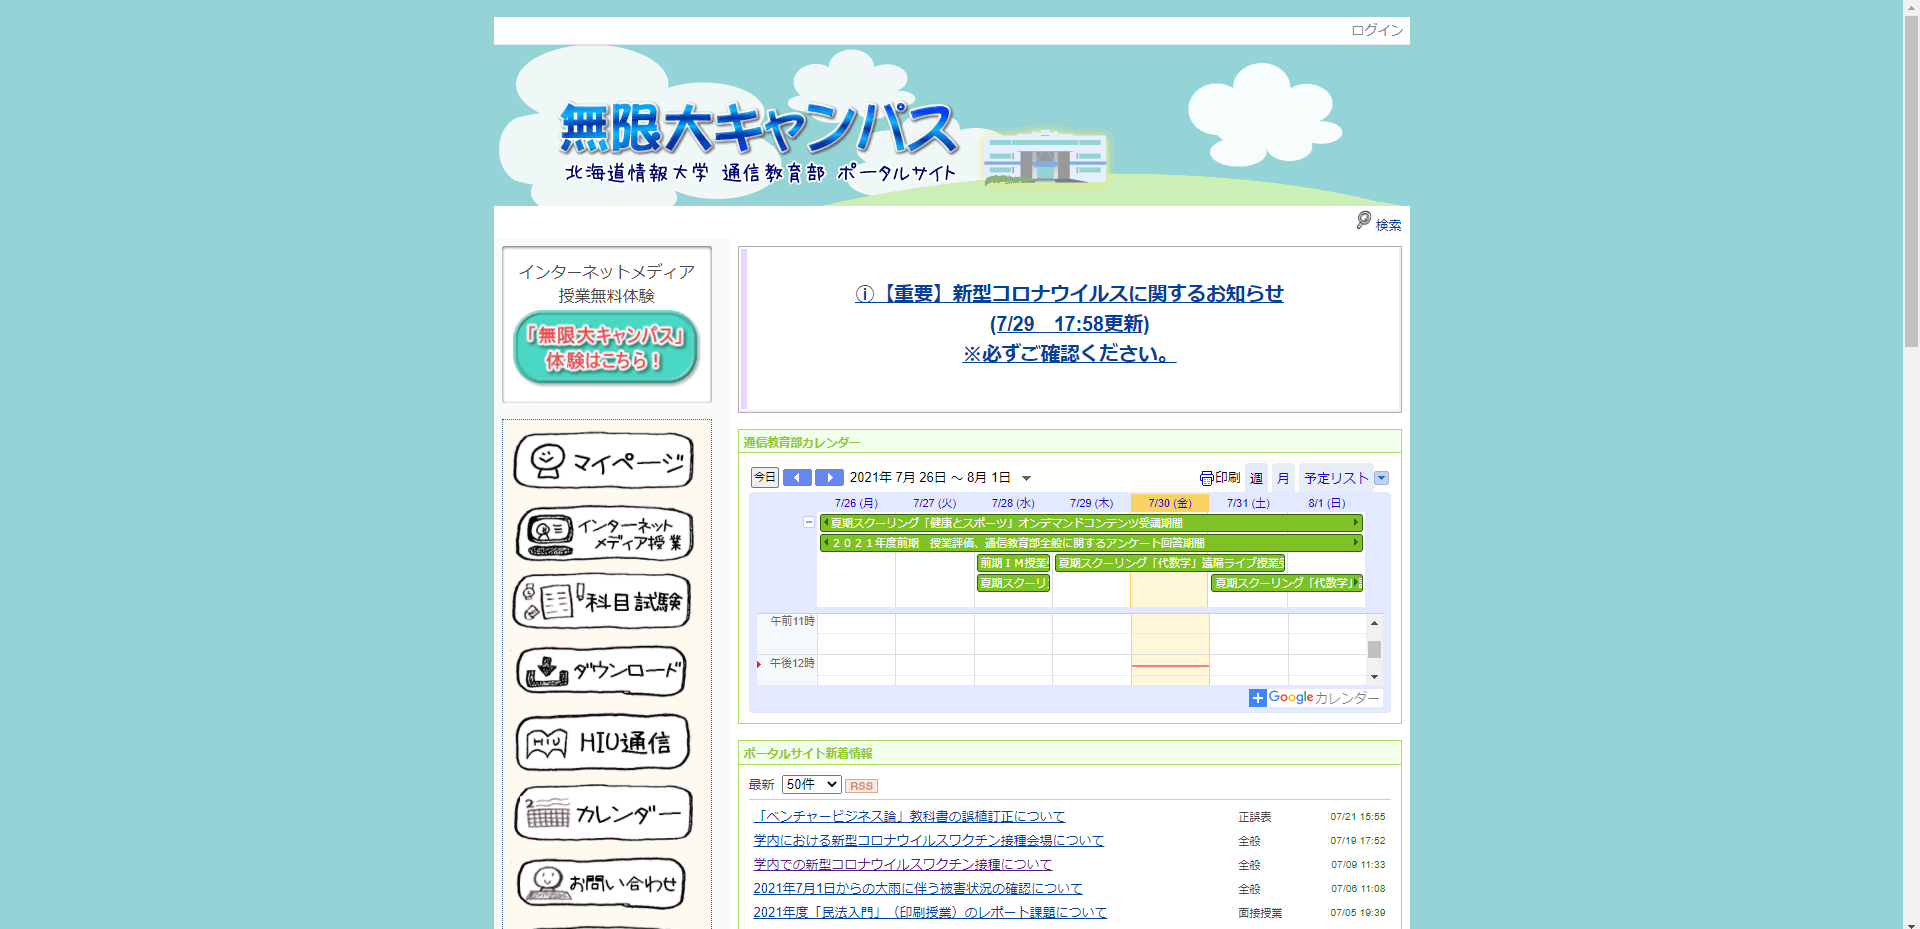 ログイン
無限大キャンパス
北海道情報大学 通信教育部 ポータルサイト
検索
インターネットメディア
授業無料体験
「無限大キャンパス」
体験はこちら！
マイページ
インターネット
メディア授業
科目試験
ダウンロード
HIU
HIU通信
2
カレンダー
お問い合わせ
ⓘ【重要】新型コロナウイルスに関するお知らせ
(7/29　17:58更新)
※必ずご確認ください。
通信教育部カレンダー
今日
2021年 7月 26日 ～ 8月 1日
印刷 週 月 予定リスト
7/26 (月) 7/27 (火) 7/28 (水) 7/29 (木) 7/30 (金) 7/31 (土) 8/1 (日)
夏期スクーリング「健康とスポーツ」オンデマンドコンテンツ受講期間
２０２１年度前期　授業評価、通信教育部全般に関するアンケート回答期間
前期ＩＭ授業 夏期スクーリング「代数学」遠隔ライブ授業
夏期スクーリ 夏期スクーリング「代数学」
午前11時
午後12時
Googleカレンダー
ポータルサイト新着情報
最新 50件 RSS
「ベンチャービジネス論」教科書の誤植訂正について 正誤表 07/21 15:55
学内における新型コロナウイルスワクチン接種会場について 全般 07/19 17:52
学内での新型コロナウイルスワクチン接種について 全般 07/09 11:33
2021年7月1日からの大雨に伴う被害状況の確認について 全般 07/06 11:08
2021年度「民法入門」（印刷授業）のレポート課題について 面接授業 07/05 19:39